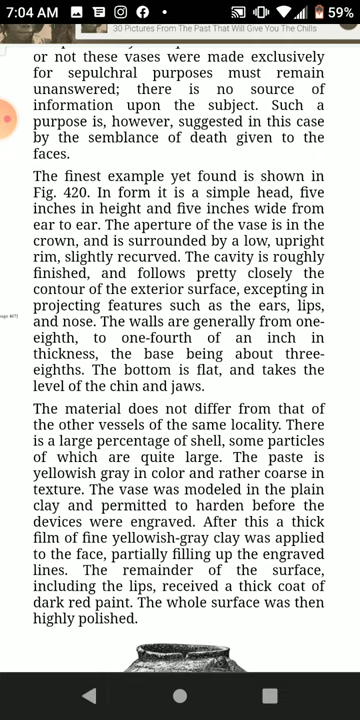 7:04 AM
59%
30 Pictures From The Past That Will Give You The Chills
or not these vases were made exclusively
for sepulchral purposes must remain
unanswered; there is no source of
information upon the subject. Such a
purpose is, however, suggested in this case
by the semblance of death given to the
faces.
The finest example yet found is shown in
Fig. 420. In form it is a simple head, five
inches in height and five inches wide from
ear to ear. The aperture of the vase is in the
crown, and is surrounded by a low, upright
rim, slightly recurved. The cavity is roughly
finished, and follows pretty closely the
contour of the exterior surface, excepting in
projecting features such as the ears, lips,
and nose. The walls are generally from one-
eighth, to one-fourth of an inch in
thickness, the base being about three-
eighths. The bottom is flat, and takes the
level of the chin and jaws.
The material does not differ from that of
the other vessels of the same locality. There
is a large percentage of shell, some particles
of which are quite large. The paste is
yellowish gray in color and rather coarse in
texture. The vase was modeled in the plain
clay and permitted to harden before the
devices were engraved. After this a thick
film of fine yellowish-gray clay was applied
to the face, partially filling up the engraved
lines. The remainder of the surface,
including the lips, received a thick coat of
dark red paint. The whole surface was then
highly polished.